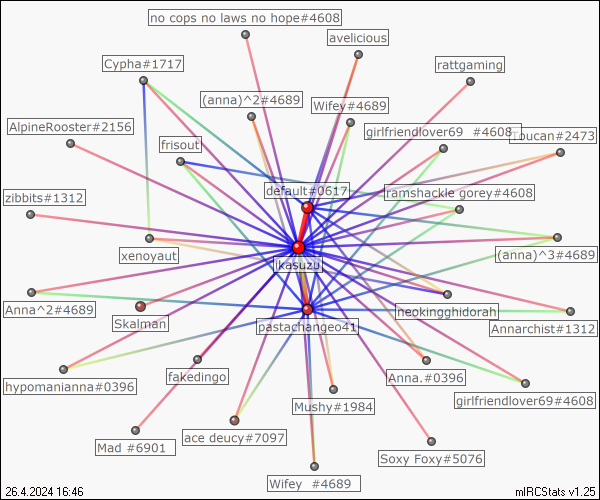 no cops no laws no hope#4608
avelicious
Cypha#1717
rattgaming
(anna)^2#4689
Wifey#4689
AlpineRooster#2156
girlfriendlover69 #4608
Toucan#2473
frisout
default#0617
ramshackle gorey#4608
zibbits#1312
xenoyaut
ikasuzu
(anna)^3#4689
Anna^2#4689
Skalman
pastachangeo41
neokingghidorah
Annarchist#1312
hypomanianna#0396
fakedingo
Anna.#0396
Mushy#1984
girlfriendlover69#4608
Mad #6901
ace deucy#7097
Soxy Foxy#5076
Wifey #4689
26.4.2024 16:46
mIRCStats v1.25